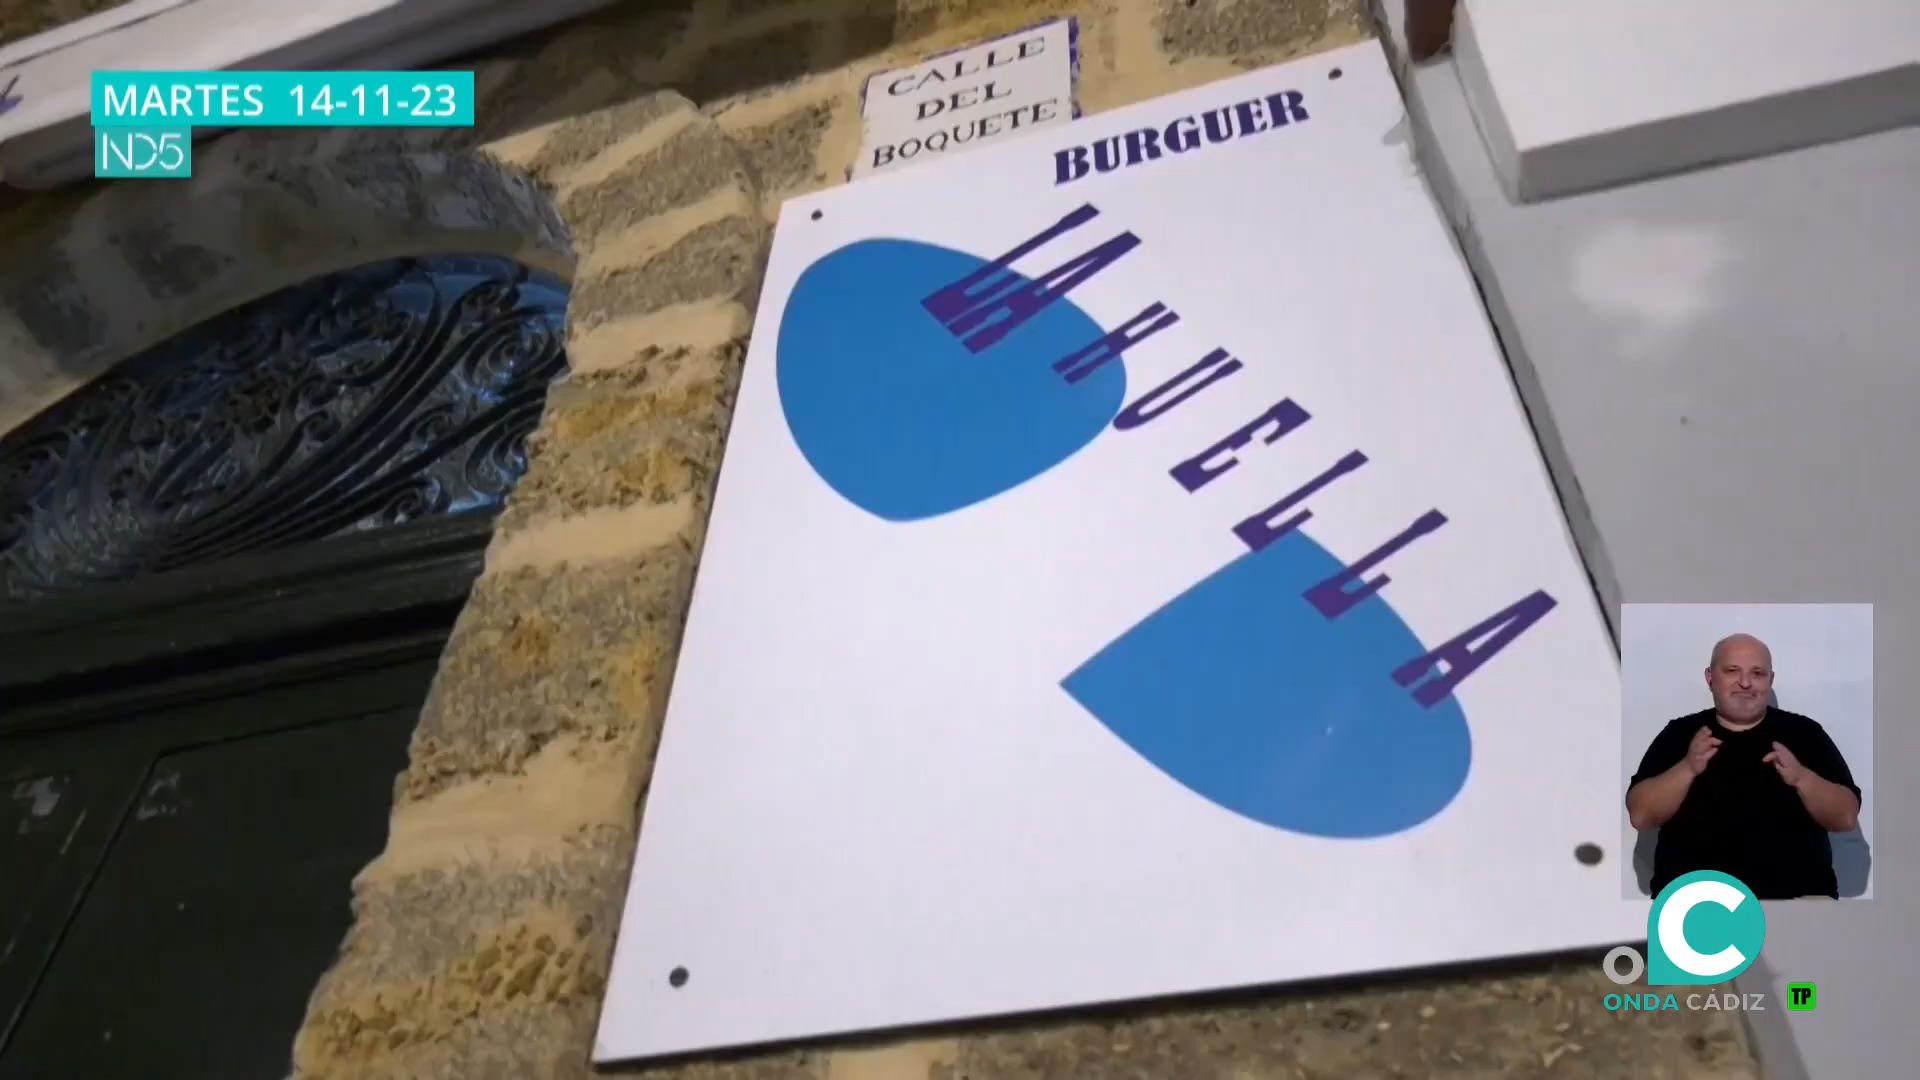 MARTES 14-11-23
ND5
CALLE
DEL
BOQUETE
BURGUER
LA HUELLA
ONDA CÁDIZ
TP